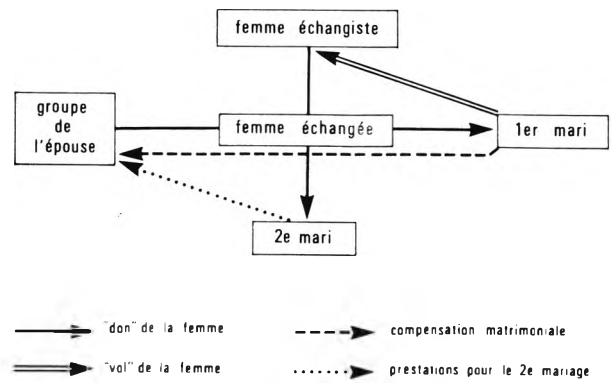 femme échangiste
groupe
de
l'épouse
femme échangée
1er mari
2e mari
"don" de la femme
compensation matrimoniale
"vol" de la femme
prestations pour le 2e mariage